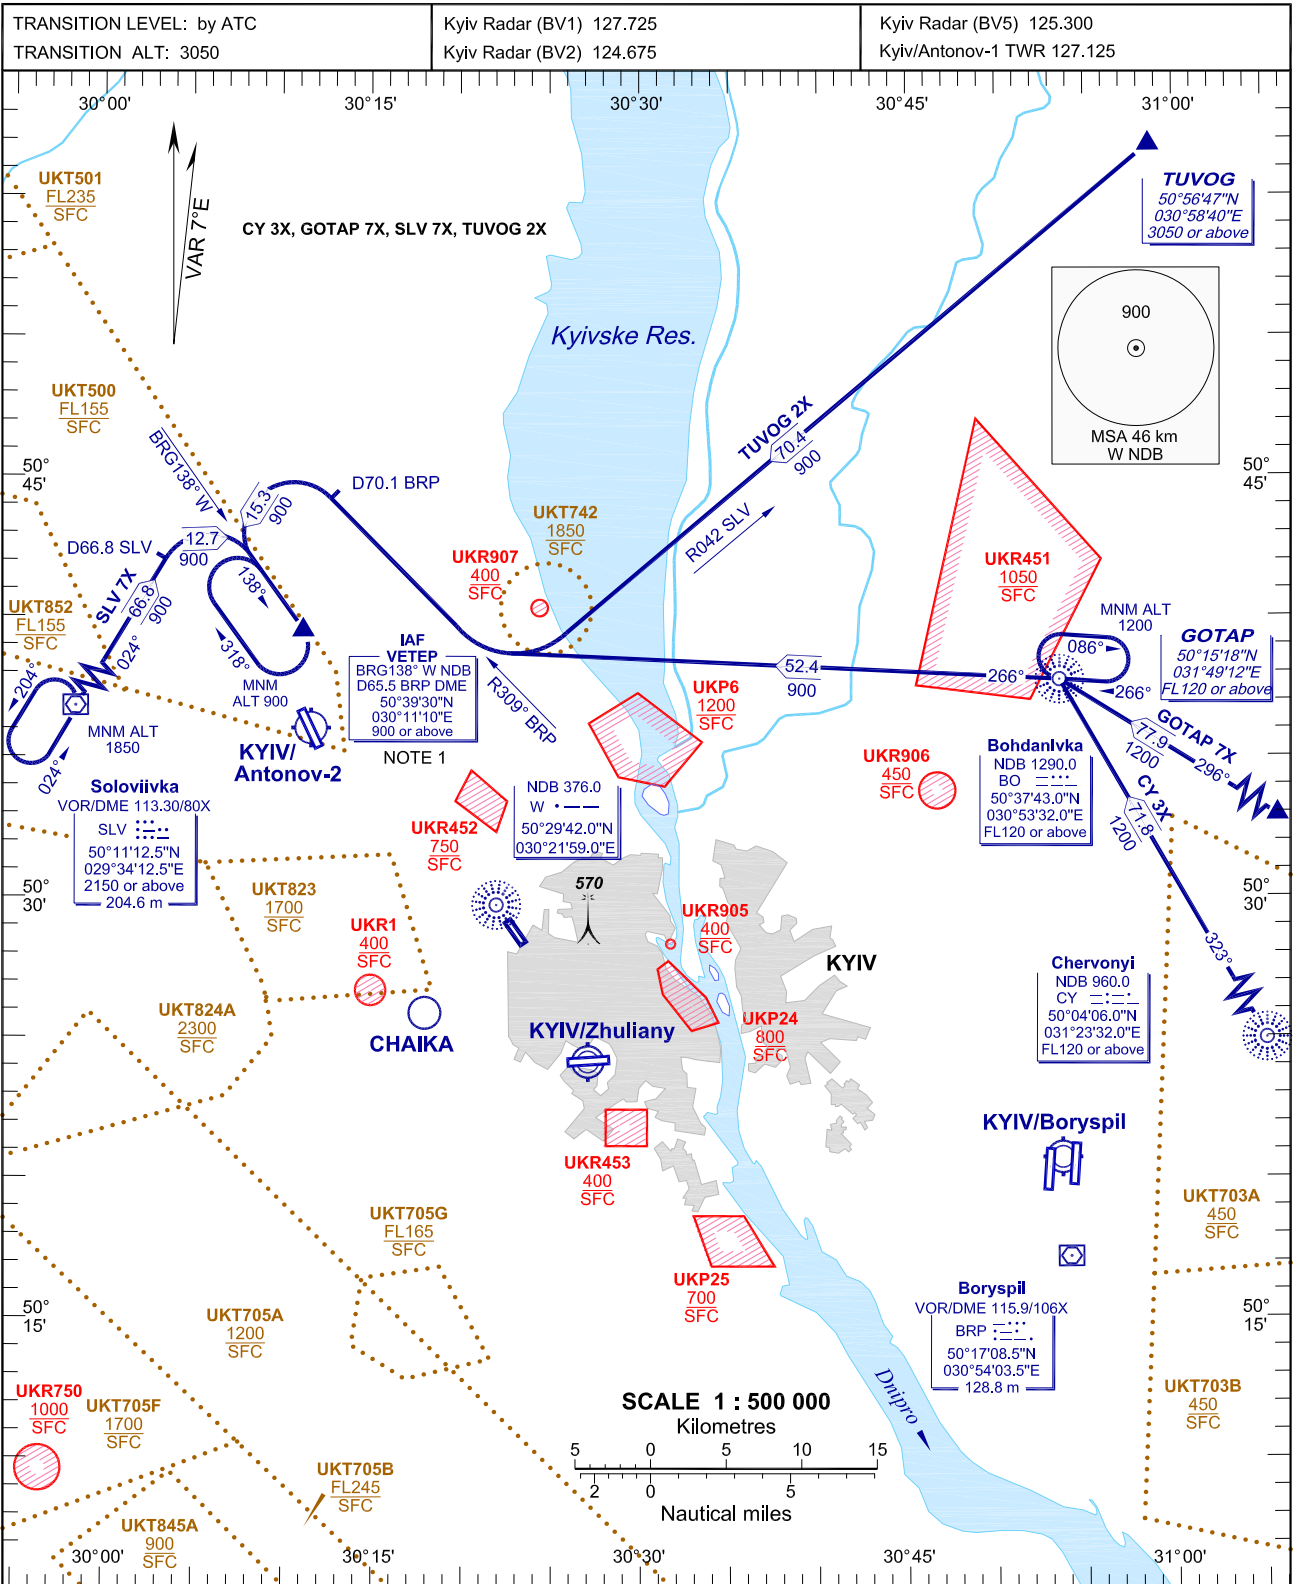 TRANSITION LEVEL: by ATC
TRANSITION ALT: 3050
Kyiv Radar (BV1) 127.725
Kyiv Radar (BV2) 124.675
Kyiv Radar (BV5) 125.300
Kyiv/Antonov-1 TWR 127.125
30°00'
30°15'
30°30'
30°45'
31°00'
VAR 7°E
CY 3X, GOTAP 7X, SLV 7X, TUVOG 2X
UKT501
FL235
SFC
TUVOG
50°56'47"N
030°58'40"E
3050 or above
900
MSA 46 km
W NDB
Kyivske Res.
UKT500
FL155
SFC
BRG138° W
TUVOG 2X
70.4
900
R042 SLV
50°
45'
50°
45'
D70.1 BRP
15.3
900
D66.8 SLV
12.7
900
SLV 7X
66.8
900
024°
138°
318°
MNM
ALT 900
UKT742
1850
SFC
UKR907
400
SFC
UKR451
1050
SFC
UKT852
FL155
SFC
204°
024°
MNM ALT
1850
IAF
VETEP
BRG138° W NDB
D65.5 BRP DME
50°39'30"N
030°11'10"E
900 or above
NOTE 1
R309° BRP
52.4
900
266°
MNM ALT
1200
086°
266°
GOTAP
50°15'18"N
031°49'12"E
FL120 or above
GOTAP 7X
77.9
1200
296°
CY 3X
71.8
1200
323°
UKP6
1200
SFC
KYIV/
Antonov-2
UKR906
450
SFC
Bohdanlvka
NDB 1290.0
BO
50°37'43.0"N
030°53'32.0"E
FL120 or above
Soloviivka
VOR/DME 113.30/80X
SLV
50°11'12.5"N
029°34'12.5"E
2150 or above
204.6 m
NDB 376.0
W
50°29'42.0"N
030°21'59.0"E
UKR452
750
SFC
50°
30'
50°
30'
UKT823
1700
SFC
570
UKR1
400
SFC
UKR905
400
SFC
KYIV
Chervonyi
NDB 960.0
CY
50°04'06.0"N
031°23'32.0"E
FL120 or above
UKT824A
2300
SFC
CHAIKA
KYIV/Zhuliany
UKP24
800
SFC
KYIV/Boryspil
UKR453
400
SFC
UKT703A
450
SFC
UKT705G
FL165
SFC
UKP25
700
SFC
Boryspil
VOR/DME 115.9/106X
BRP
50°17'08.5"N
030°54'03.5"E
128.8 m
50°
15'
50°
15'
UKT705A
1200
SFC
UKR750
1000
SFC
UKT705F
1700
SFC
Dnipro
UKT703B
450
SFC
SCALE 1 : 500 000
Kilometres
5 0 5 10 15
2 0 5
Nautical miles
UKT705B
FL245
SFC
UKT845A
900
SFC
30°00'
30°15'
30°30'
30°45'
31°00'